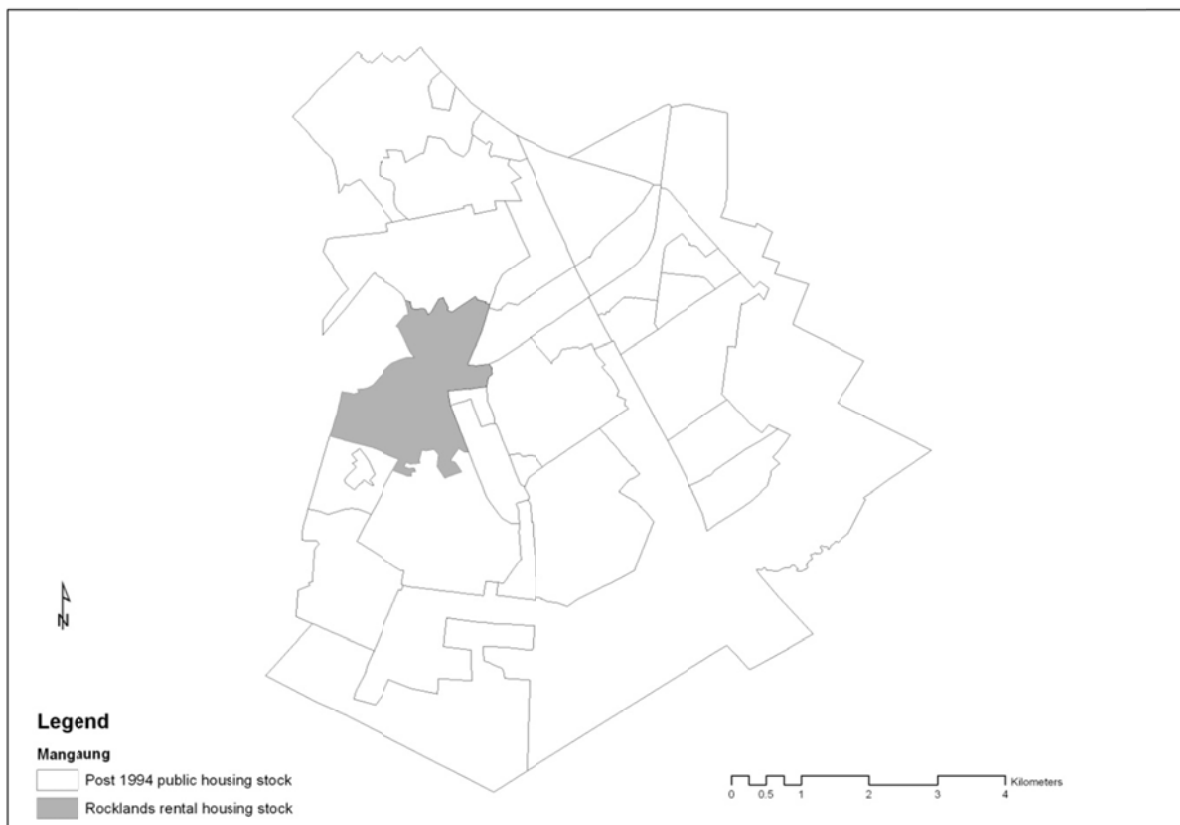 N
Legend
Mangaung
Post 1994 public housing stock
Rocklands rental housing stock
Kilometers
0 0.5 1 2 3 4